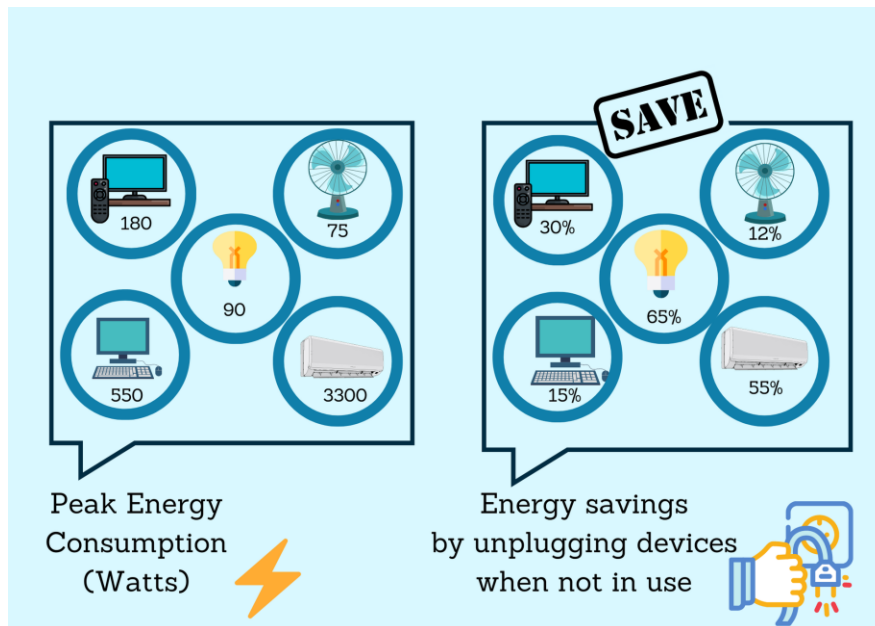 180
75
90
550
3300
Peak Energy
Consumption
(Watts)
SAVE
30%
12%
65%
15%
55%
Energy savings
by unplugging devices
when not in use